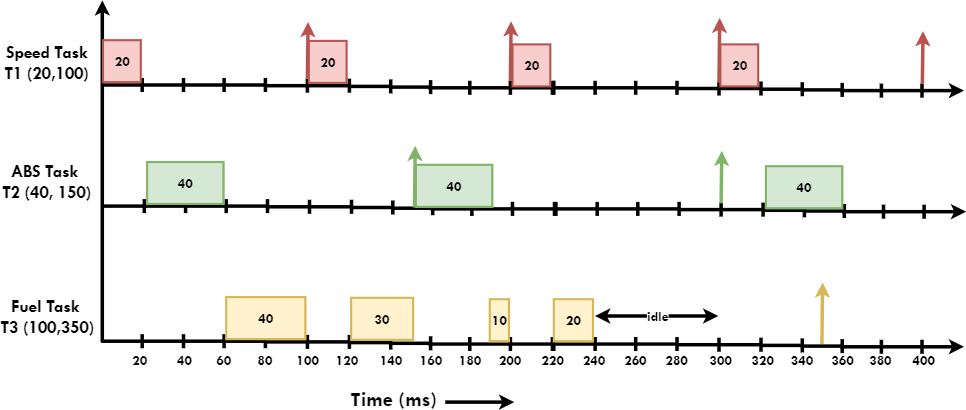 Speed Task
T1 (20,100)
20
20
20
20
ABS Task
T2 (40, 150)
40
40
40
Fuel Task
T3 (100,350)
40
30
10
20
idle
20 40 60 80 100 120 140 160 180 200 220 240 260 280 300 320 340 360 380 400
Time (ms)